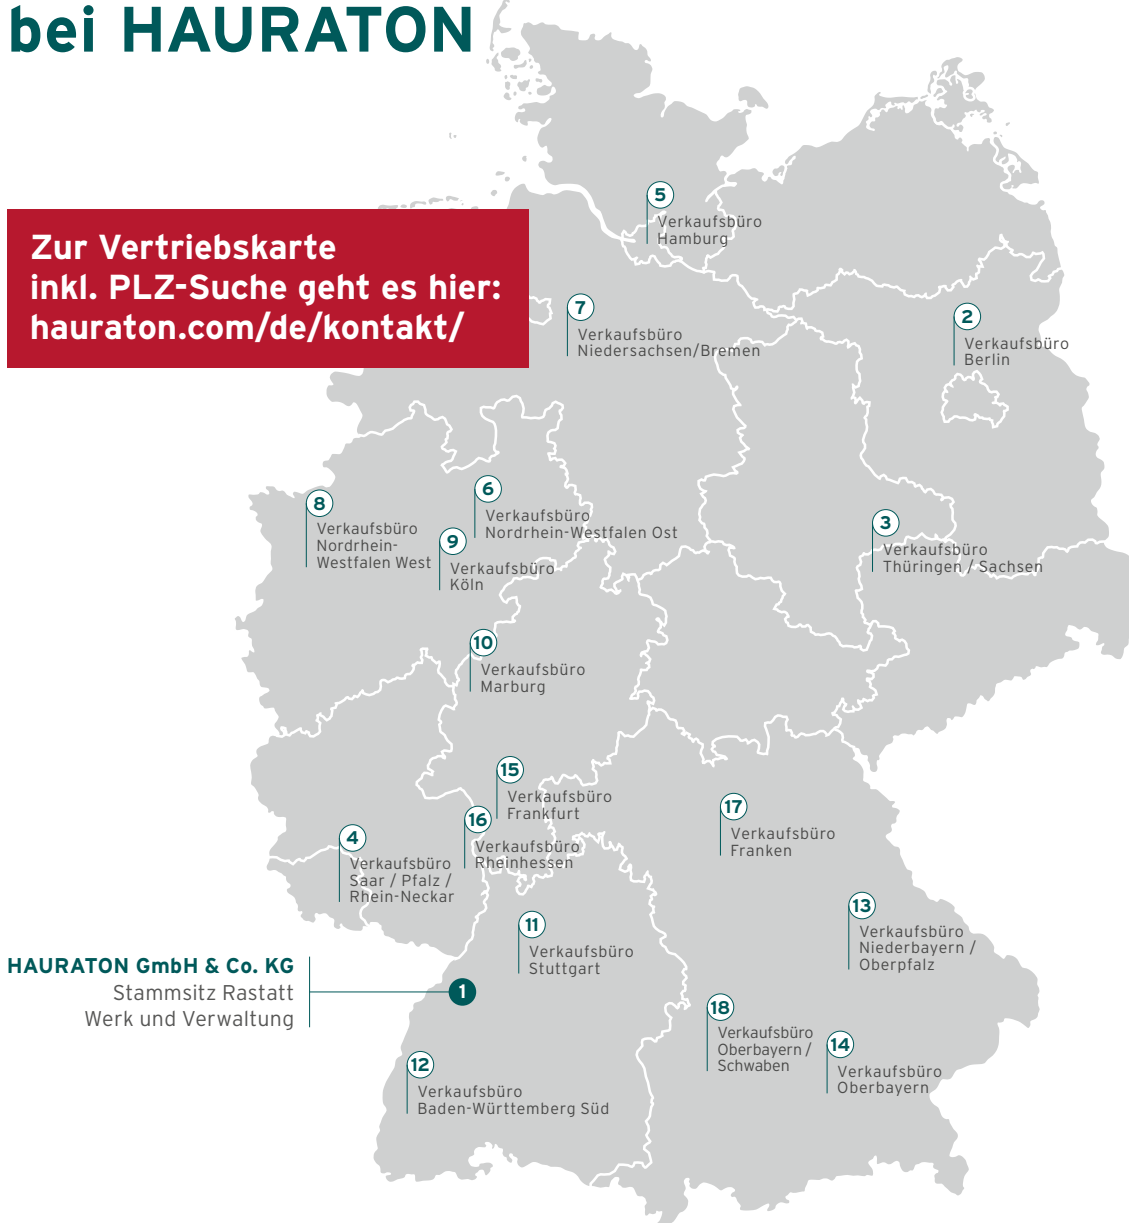 bei HAURATON
Zur Vertriebskarte
inkl. PLZ-Suche geht es hier:
hauraton.com/de/kontakt/
5
Verkaufsbüro
Hamburg
7
Verkaufsbüro
Niedersachsen/Bremen
2
Verkaufsbüro
Berlin
8
Verkaufsbüro
Nordrhein-
Westfalen West
6
Verkaufsbüro
Nordrhein-Westfalen Ost
9
Verkaufsbüro
Köln
3
Verkaufsbüro
Thüringen / Sachsen
10
Verkaufsbüro
Marburg
15
Verkaufsbüro
Frankfurt
16
Verkaufsbüro
Rheinhessen
17
Verkaufsbüro
Franken
4
Verkaufsbüro
Saar / Pfalz /
Rhein-Neckar
11
Verkaufsbüro
Stuttgart
13
Verkaufsbüro
Niederbayern /
Oberpfalz
HAURATON GmbH & Co. KG
Stammsitz Rastatt
Werk und Verwaltung
1
18
Verkaufsbüro
Oberbayern /
Schwaben
14
Verkaufsbüro
Oberbayern
12
Verkaufsbüro
Baden-Württemberg Süd